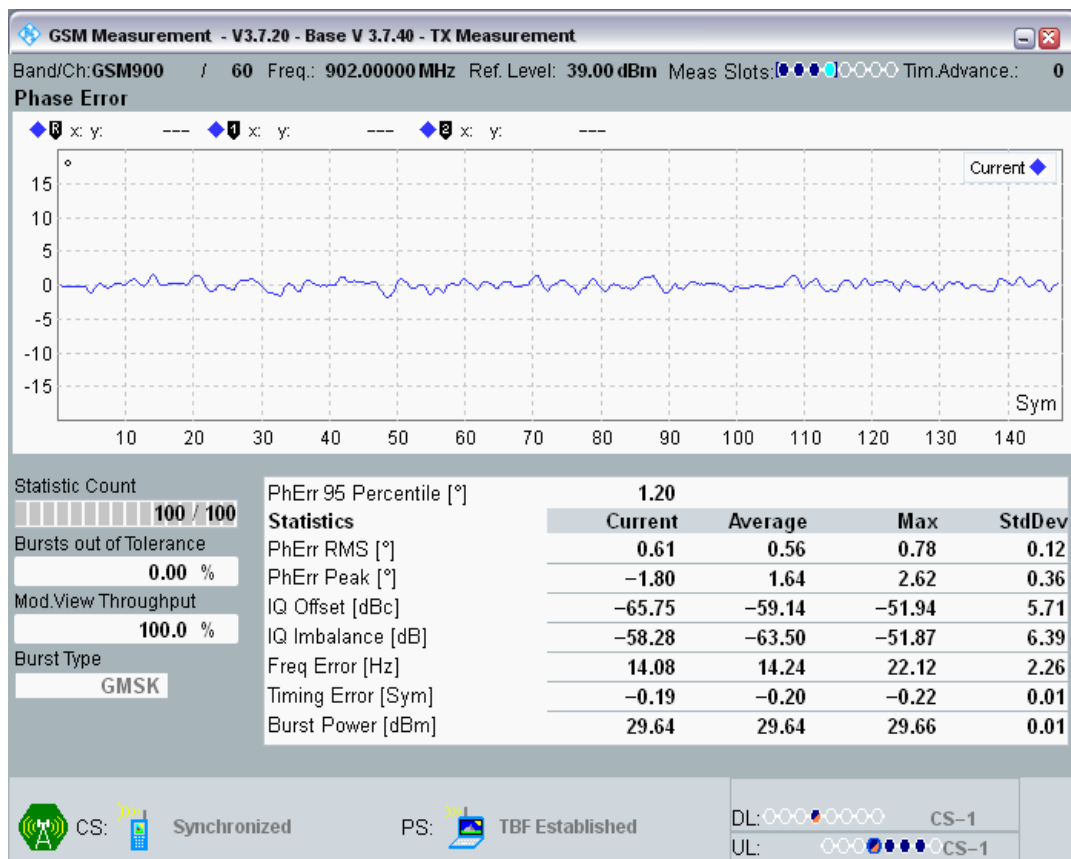 GSM Measurement - V3.7.20 - Base V 3.7.40 - TX Measurement
Band/Ch:GSM900 / 60 Freq.: 902.00000 MHz Ref. Level: 39.00 dBm Meas Slots: Tim.Advance.: 0
Phase Error
R x: y: --- 1 x: y: --- 2 x: y: ---
°
Current
15
10
5
0
-5
-10
-15
Sym
10 20 30 40 50 60 70 80 90 100 110 120 130 140
Statistic Count
100 / 100
Bursts out of Tolerance
0.00 %
Mod.View Throughput
100.0 %
Burst Type
GMSK
PhErr 95 Percentile [°] 1.20
Statistics Current Average Max StdDev
PhErr RMS [°] 0.61 0.56 0.78 0.12
PhErr Peak [°] −1.80 1.64 2.62 0.36
IQ Offset [dBc] −65.75 −59.14 −51.94 5.71
IQ Imbalance [dB] −58.28 −63.50 −51.87 6.39
Freq Error [Hz] 14.08 14.24 22.12 2.26
Timing Error [Sym] −0.19 −0.20 −0.22 0.01
Burst Power [dBm] 29.64 29.64 29.66 0.01
CS: Synchronized PS: TBF Established
DL: CS−1
UL: CS−1